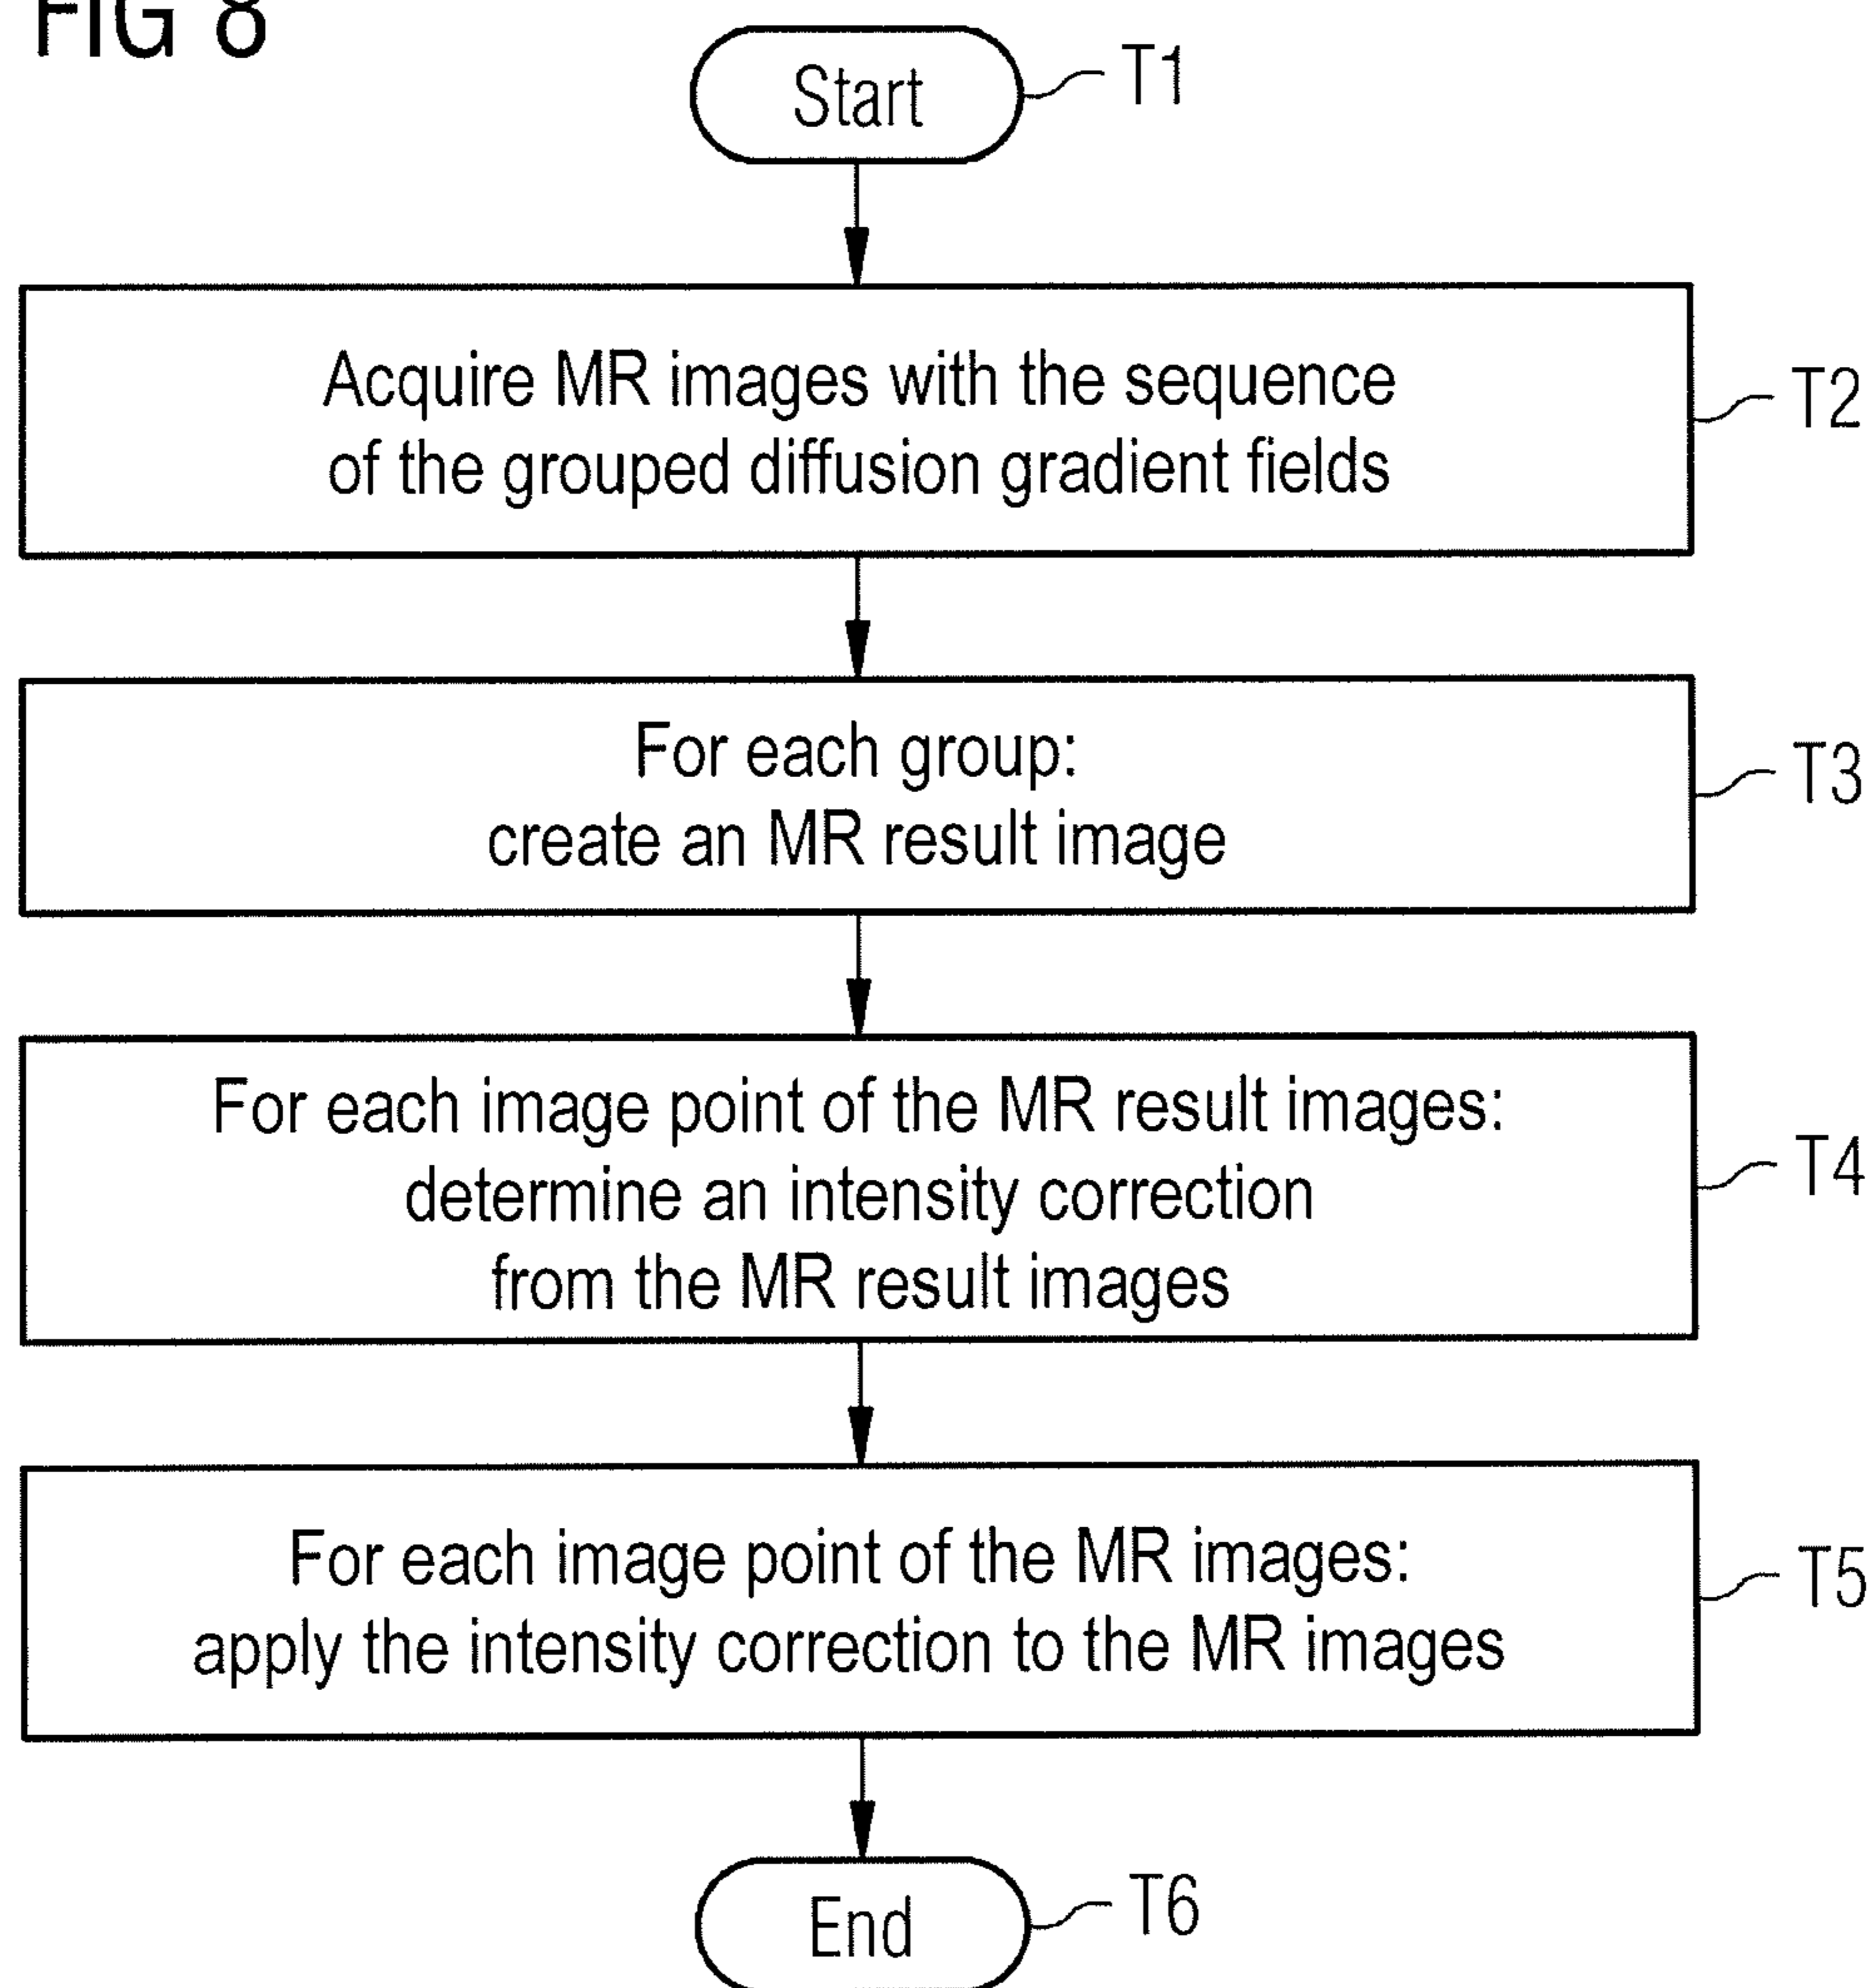 FIG 8
Start
T1
Acquire MR images with the sequence
of the grouped diffusion gradient fields
T2
For each group:
create an MR result image
T3
For each image point of the MR result images:
determine an intensity correction
from the MR result images
T4
For each image point of the MR images:
apply the intensity correction to the MR images
T5
End
T6